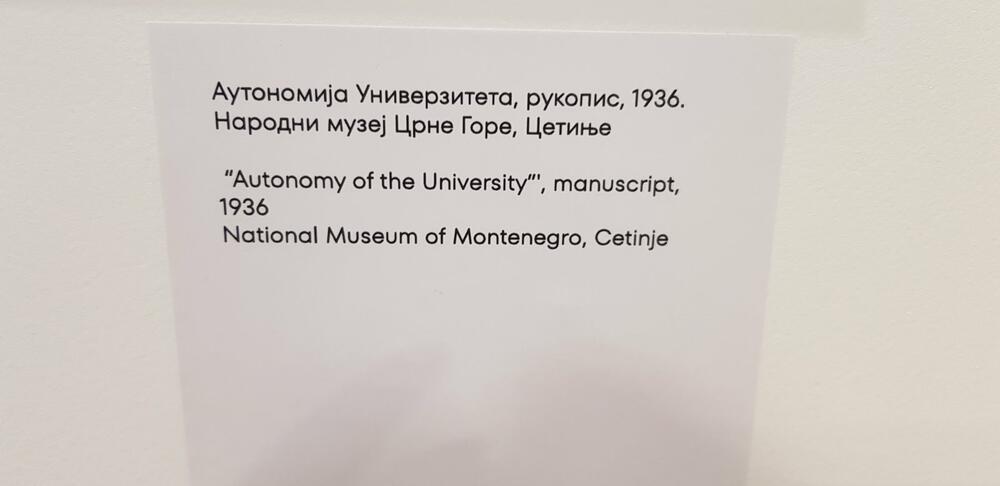 Аутономија Универзитета, рукопис, 1936.
Народни музеј Црне Горе, Цетиње
“Autonomy of the University”', manuscript,
1936
National Museum of Montenegro, Cetinje